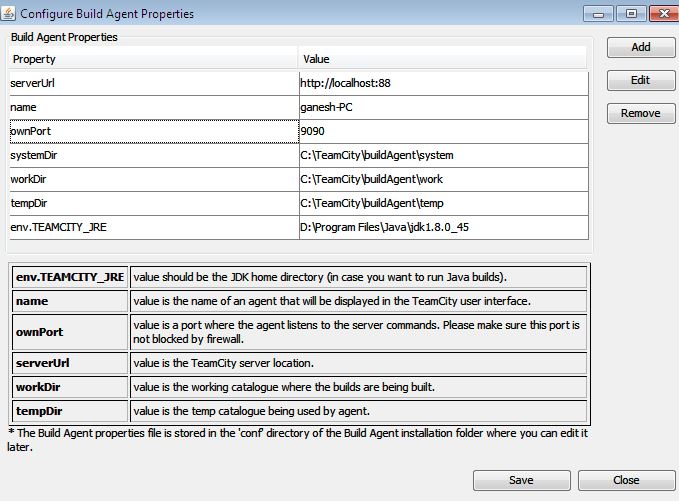 Configure Build Agent Properties
Build Agent Properties
Property Value
serverUrl http://localhost:88
name ganesh-PC
ownPort 9090
systemDir C:\TeamCity\buildAgent\system
workDir C:\TeamCity\buildAgent\work
tempDir C:\TeamCity\buildAgent\temp
env.TEAMCITY_JRE D:\Program Files\Java\jdk1.8.0_45
Add
Edit
Remove
env.TEAMCITY_JRE value should be the JDK home directory (in case you want to run Java builds).
name value is the name of an agent that will be displayed in the TeamCity user interface.
ownPort value is a port where the agent listens to the server commands. Please make sure this port is
not blocked by firewall.
serverUrl value is the TeamCity server location.
workDir value is the working catalogue where the builds are being built.
tempDir value is the temp catalogue being used by agent.
* The Build Agent properties file is stored in the 'conf' directory of the Build Agent installation folder where you can edit it
later.
Save Close